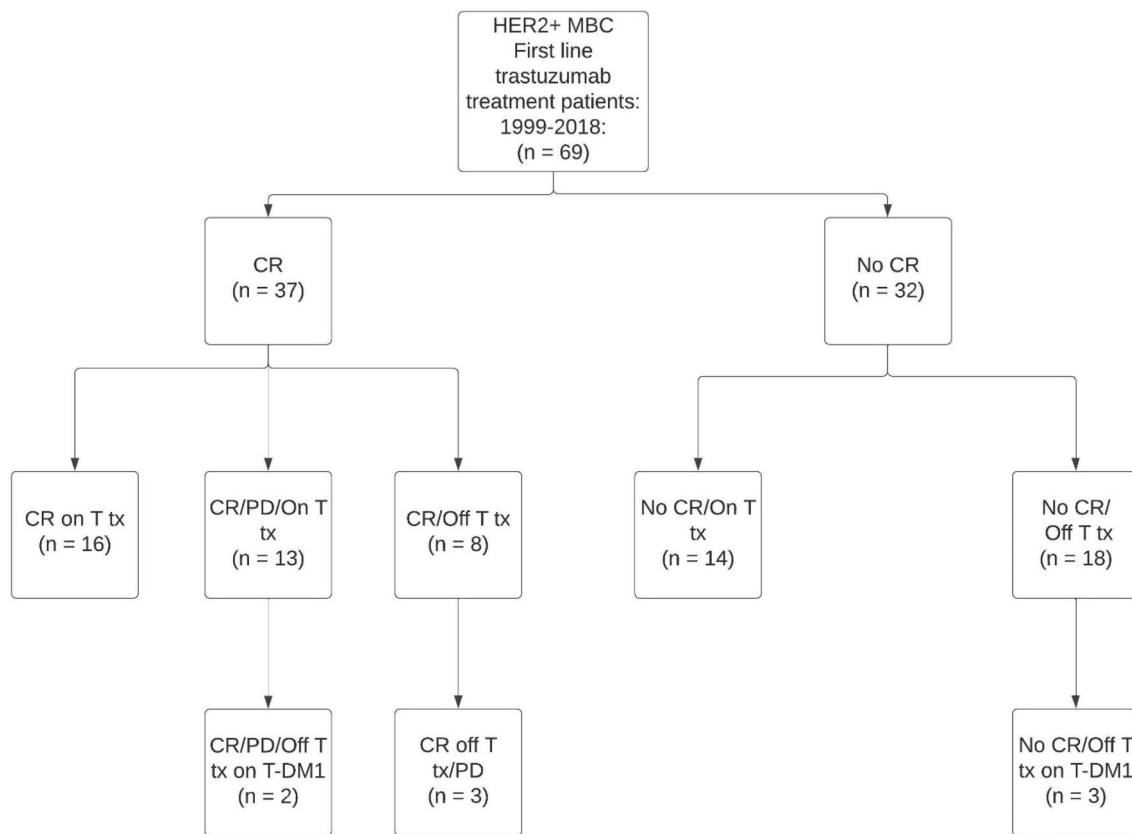 HER2+ MBC
First line
trastuzumab
treatment patients:
1999-2018:
(n = 69)
CR
(n = 37)
No CR
(n = 32)
CR on T tx
(n = 16)
CR/PD/On T
tx
(n = 13)
CR/Off T tx
(n = 8)
No CR/On T
tx
n = 14)
No CR/
Off T tx
(n = 18)
CR/PD/Off T
tx on T-DM1
(n = 2)
CR off T
tx/PD
(n = 3)
No CR/Off T
tx on T-DM1
(n = 3)